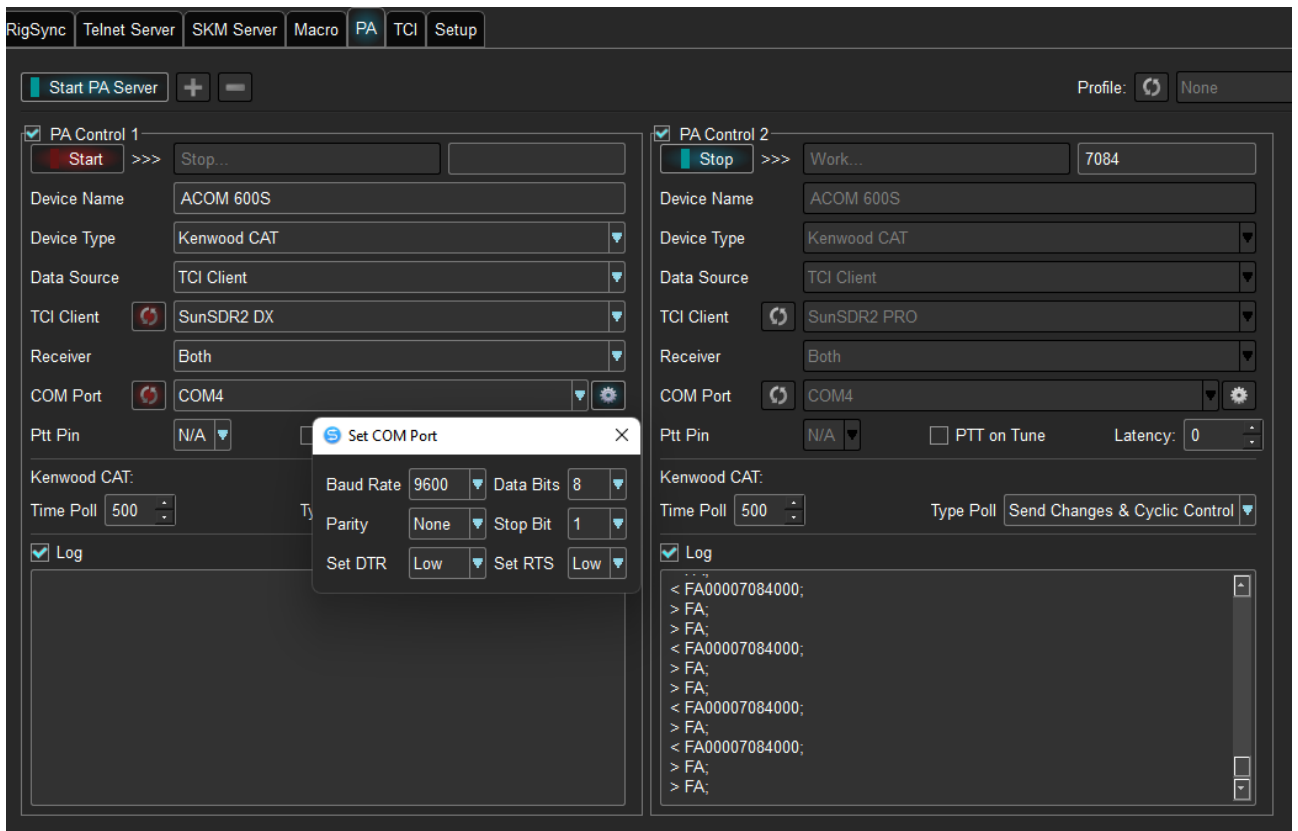 RigSync Telnet Server SKM Server Macro PA TCI Setup
Start PA Server Profile: None
PA Control 1
Start >>> Stop...
Device Name ACOM 600S
Device Type Kenwood CAT
Data Source TCI Client
TCI Client SunSDR2 DX
Receiver Both
COM Port COM4
Ptt Pin N/A
Kenwood CAT:
Time Poll 500
Log
Set COM Port
Baud Rate 9600 Data Bits 8
Parity None Stop Bit 1
Set DTR Low Set RTS Low
PA Control 2
Stop >>> Work... 7084
Device Name ACOM 600S
Device Type Kenwood CAT
Data Source TCI Client
TCI Client SunSDR2 PRO
Receiver Both
COM Port COM4
Ptt Pin N/A PTT on Tune Latency: 0
Kenwood CAT:
Time Poll 500 Type Poll Send Changes & Cyclic Control
Log
< FA00007084000;
> FA;
> FA;
< FA00007084000;
> FA;
> FA;
< FA00007084000;
> FA;
< FA00007084000;
> FA;
> FA;